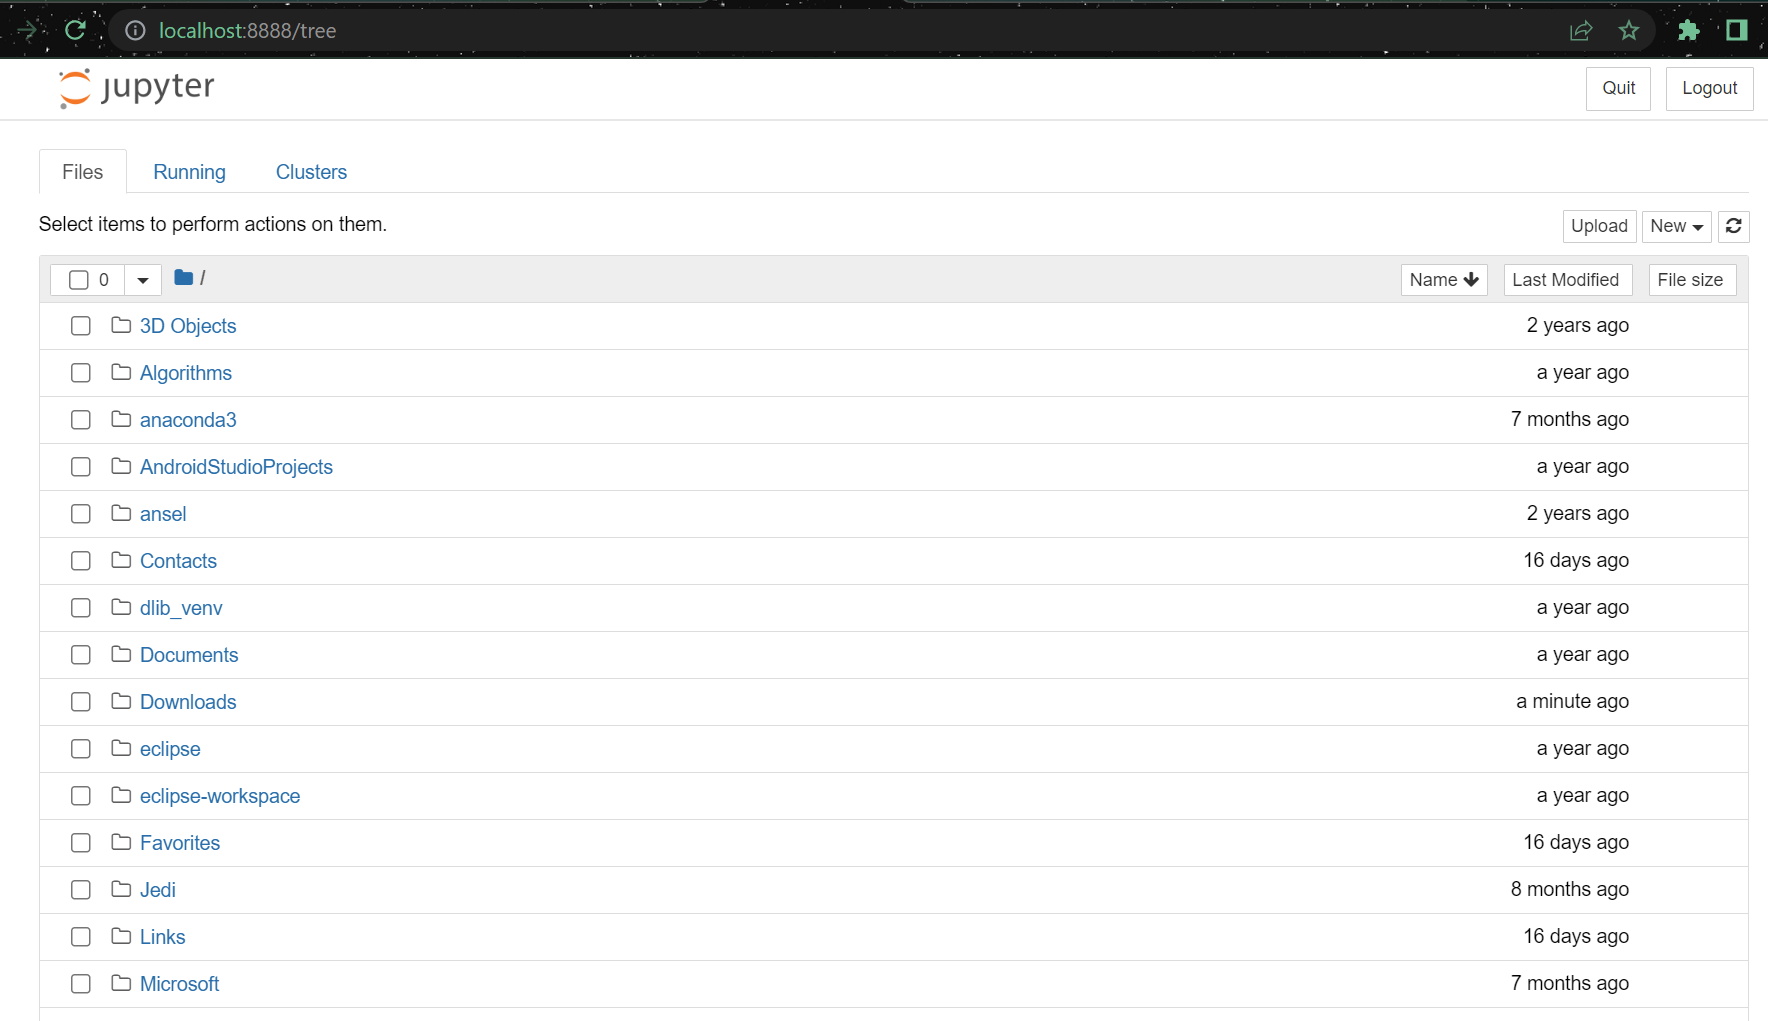 localhost:8888/tree
jupyter
Quit Logout
Files Running Clusters
Select items to perform actions on them.
Upload New
0 / Name Last Modified File size
3D Objects 2 years ago
Algorithms a year ago
anaconda3 7 months ago
AndroidStudioProjects a year ago
ansel 2 years ago
Contacts 16 days ago
dlib_venv a year ago
Documents a year ago
Downloads a minute ago
eclipse a year ago
eclipse-workspace a year ago
Favorites 16 days ago
Jedi 8 months ago
Links 16 days ago
Microsoft 7 months ago